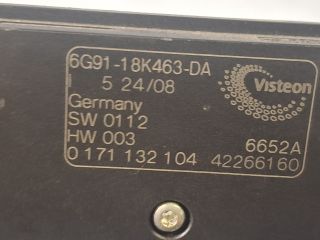 6G91-18K463-DA
5 24/08
Visteon
Germany
SW 0112
HW 003 6652A
0 171 132 104 42266160